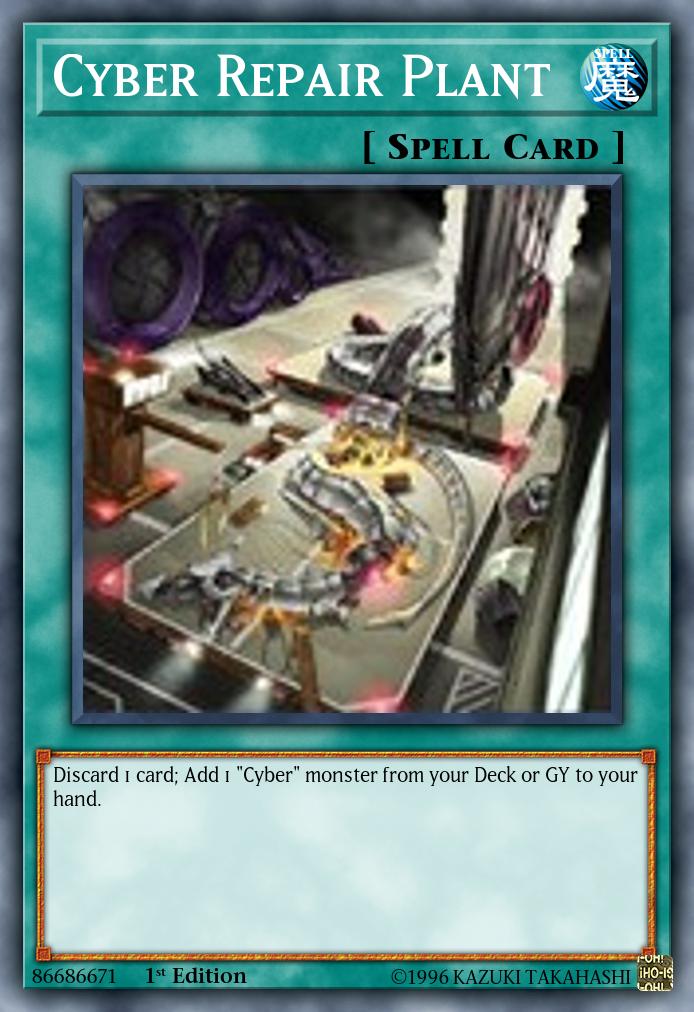 Cyber Repair Plant
SPELL
魔
[ Spell Card ]
Discard 1 card; Add 1 "Cyber" monster from your Deck or GY to your
hand.
86686671 1st Edition ©1996 KAZUKI TAKAHASHI